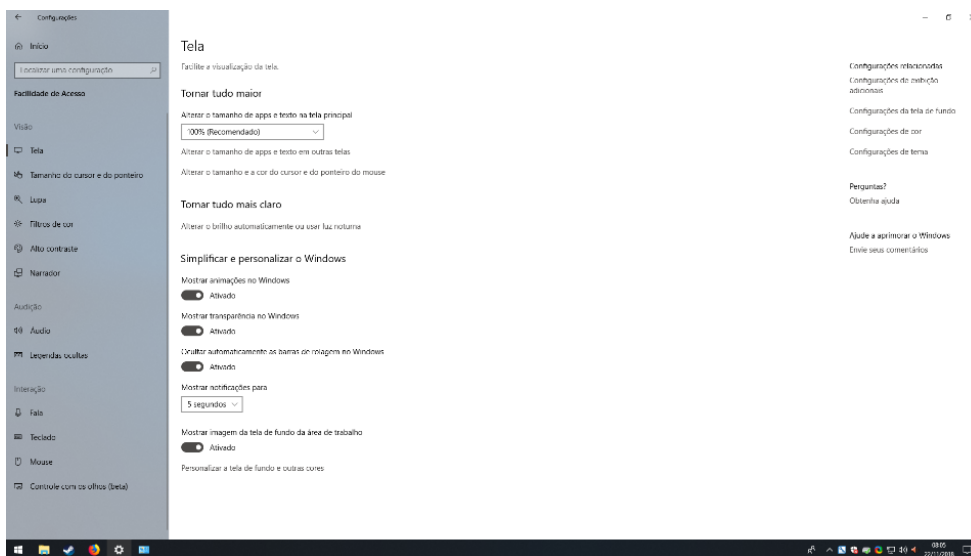 Configurações
Início
Localizar uma configuração
Facilidade de Acesso
Visão
Tela
Tamanho do cursor e do ponteiro
Lupa
Filtros de cor
Alto contraste
Narrador
Audição
Áudio
Legendas ocultas
Interação
Fala
Teclado
Mouse
Controle com os olhos (beta)
Tela
Facilite a visualização da tela.
Tornar tudo maior
Alterar o tamanho de apps e texto na tela principal
100% (Recomendado)
Alterar o tamanho de apps e texto em outras telas
Alterar o tamanho e a cor do cursor e do ponteiro do mouse
Tornar tudo mais claro
Alterar o brilho automaticamente ou usar luz noturna
Simplificar e personalizar o Windows
Mostrar animações no Windows
Ativado
Mostrar transparência no Windows
Ativado
Ocultar automaticamente as barras de rolagem no Windows
Ativado
Mostrar notificações para
5 segundos
Mostrar imagem da tela de fundo da área de trabalho
Ativado
Personalizar a tela de fundo e outras cores
Configurações relacionadas
Configurações de exibição
adicionais
Configurações da tela de fundo
Configurações de cor
Configurações de tema
Perguntas?
Obtenha ajuda
Ajude a aprimorar o Windows
Envie seus comentários
08:05
22/11/2018